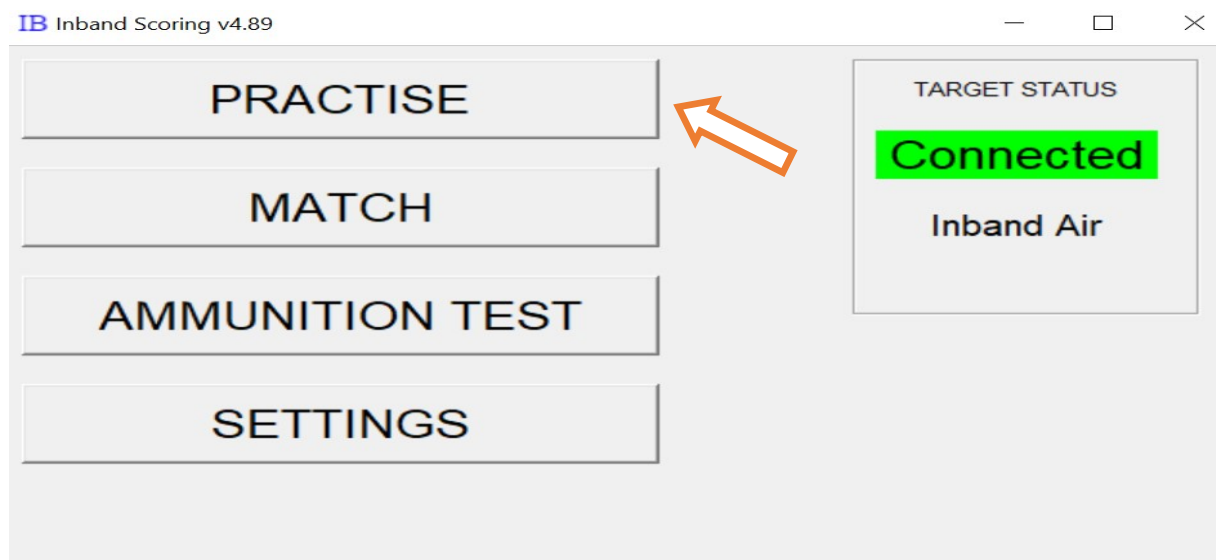 IB Inband Scoring v4.89
PRACTISE
MATCH
AMMUNITION TEST
SETTINGS
TARGET STATUS
Connected
Inband Air